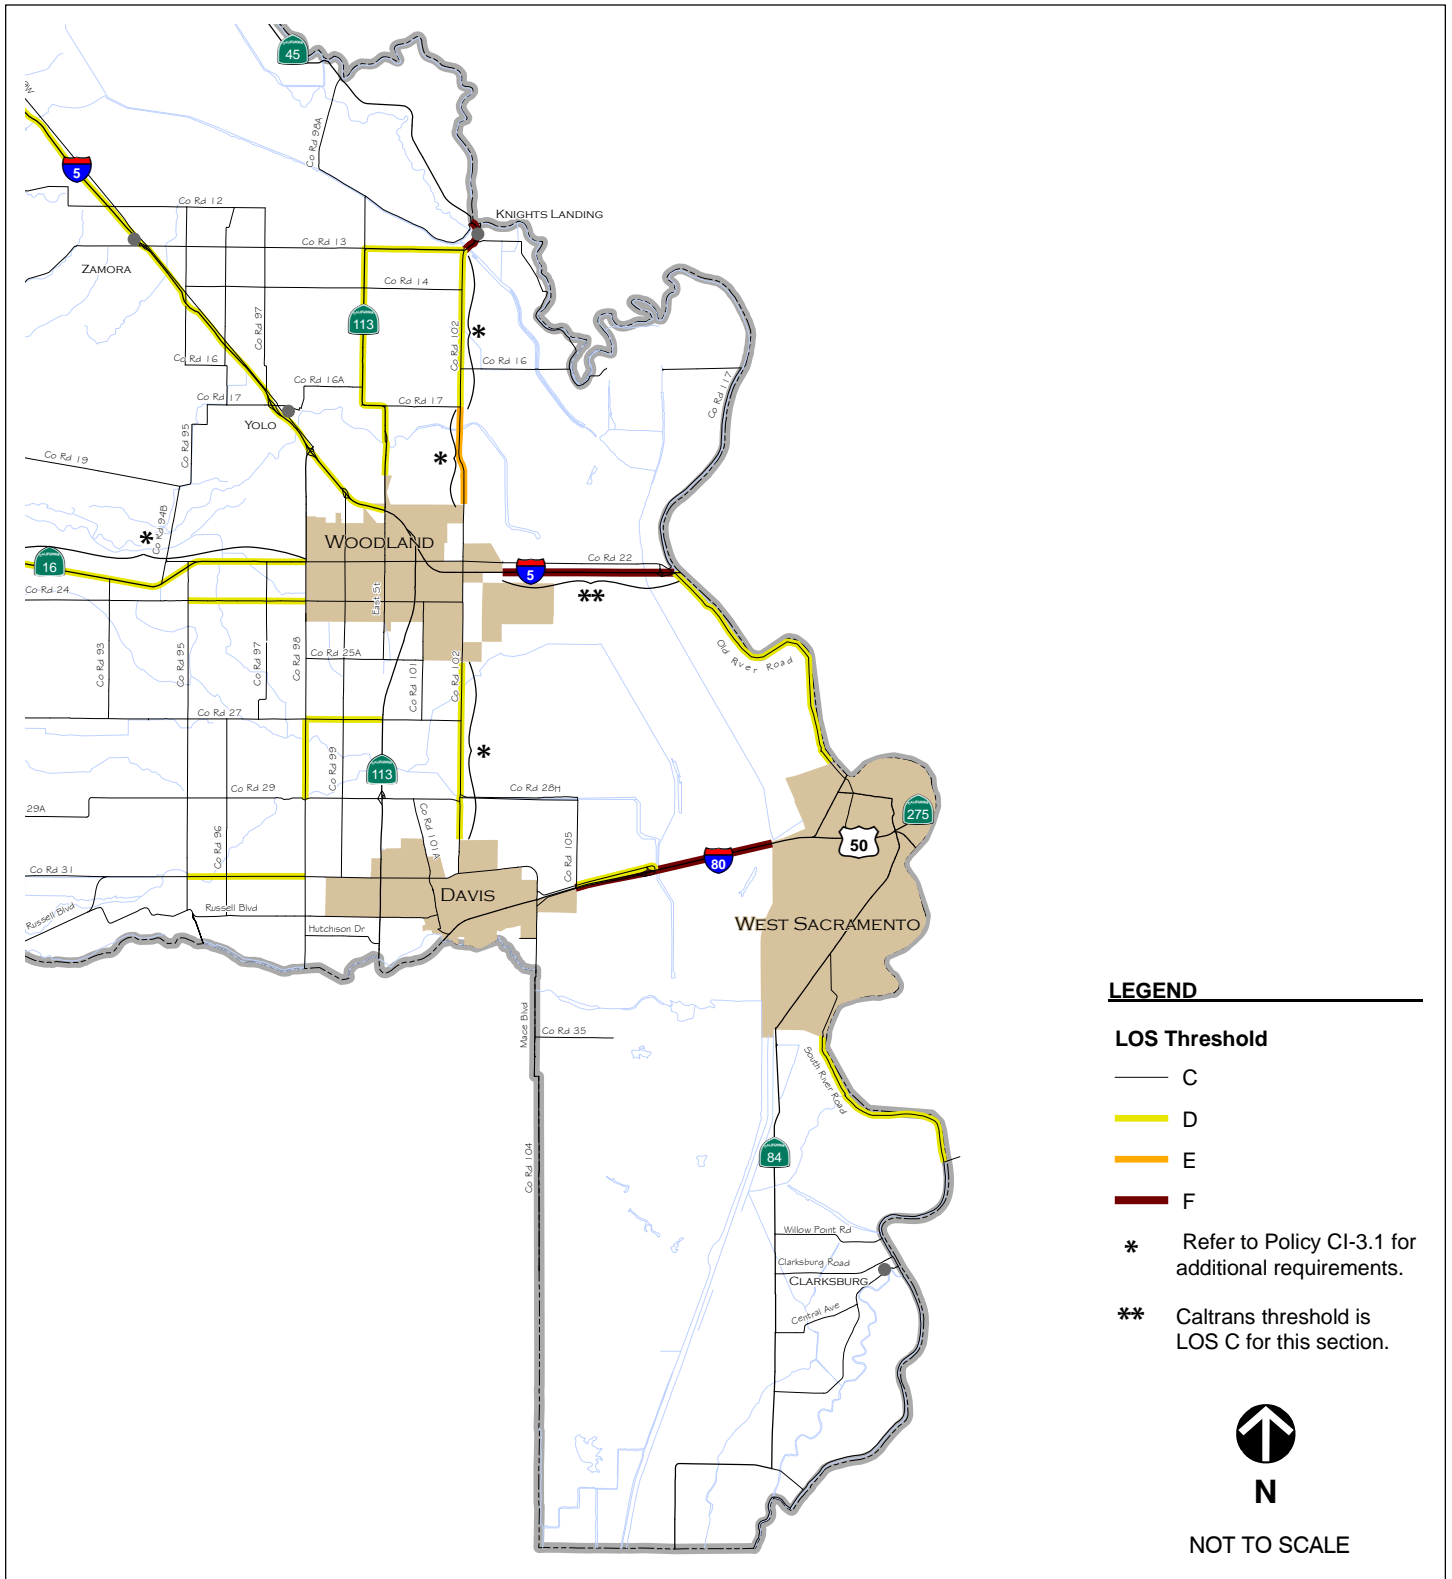 CALIFORNIA
45
5
Co Rd 98A
Co Rd 12
KNIGHTS LANDING
Co Rd 13
ZAMORA
Co Rd 14
Co Rd 97
CALIFORNIA
113
Co Rd 102
*
Co Rd 16
Co Rd 16
Co Rd 16A
Co Rd 117
Co Rd 17
Co Rd 17
YOLO
Co Rd 95
Co Rd 19
*
Co Rd 94B
*
WOODLAND
CALIFORNIA
16
Co Rd 22
5
**
Co Rd 24
East St
Old River Road
Co Rd 93
Co Rd 95
Co Rd 97
Co Rd 98
Co Rd 25A
Co Rd 101
Co Rd 102
Co Rd 27
Co Rd 99
*
CALIFORNIA
113
Co Rd 29
Co Rd 28H
29A
Co Rd 96
Co Rd 101A
Co Rd 105
CALIFORNIA
275
50
80
Co Rd 31
DAVIS
Russell Blvd
Russell Blvd
Hutchison Dr
WEST SACRAMENTO
Mace Blvd
Co Rd 35
South River Road
Co Rd 104
CALIFORNIA
84
Willow Point Rd
Clarksburg Road
CLARKSBURG
Central Ave
LEGEND
LOS Threshold
C
D
E
F
* Refer to Policy CI-3.1 for
additional requirements.
** Caltrans threshold is
LOS C for this section.
N
NOT TO SCALE